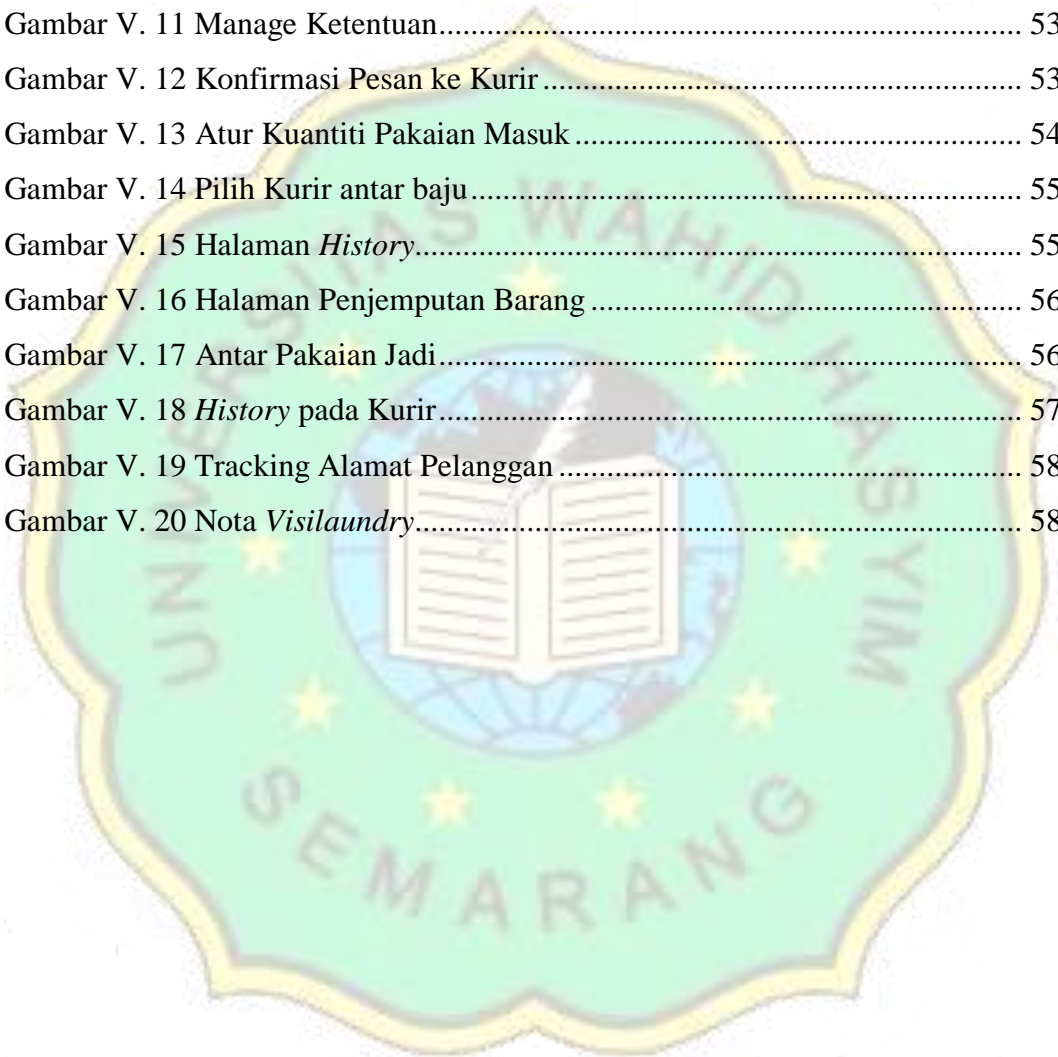 Gambar V. 11 Manage Ketentuan........................................................ 53
Gambar V. 12 Konfirmasi Pesan ke Kurir........................................................ 53
Gambar V. 13 Atur Kuantiti Pakaian Masuk........................................................ 54
Gambar V. 14 Pilih Kurir antar baju........................................................ 55
Gambar V. 15 Halaman History........................................................ 55
Gambar V. 16 Halaman Penjemputan Barang........................................................ 56
Gambar V. 17 Antar Pakaian Jadi........................................................ 56
Gambar V. 18 History pada Kurir........................................................ 57
Gambar V. 19 Tracking Alamat Pelanggan........................................................ 58
Gambar V. 20 Nota Visilaundry........................................................ 58
UNIVERSITAS WAHID HASYIM
SEMARANG